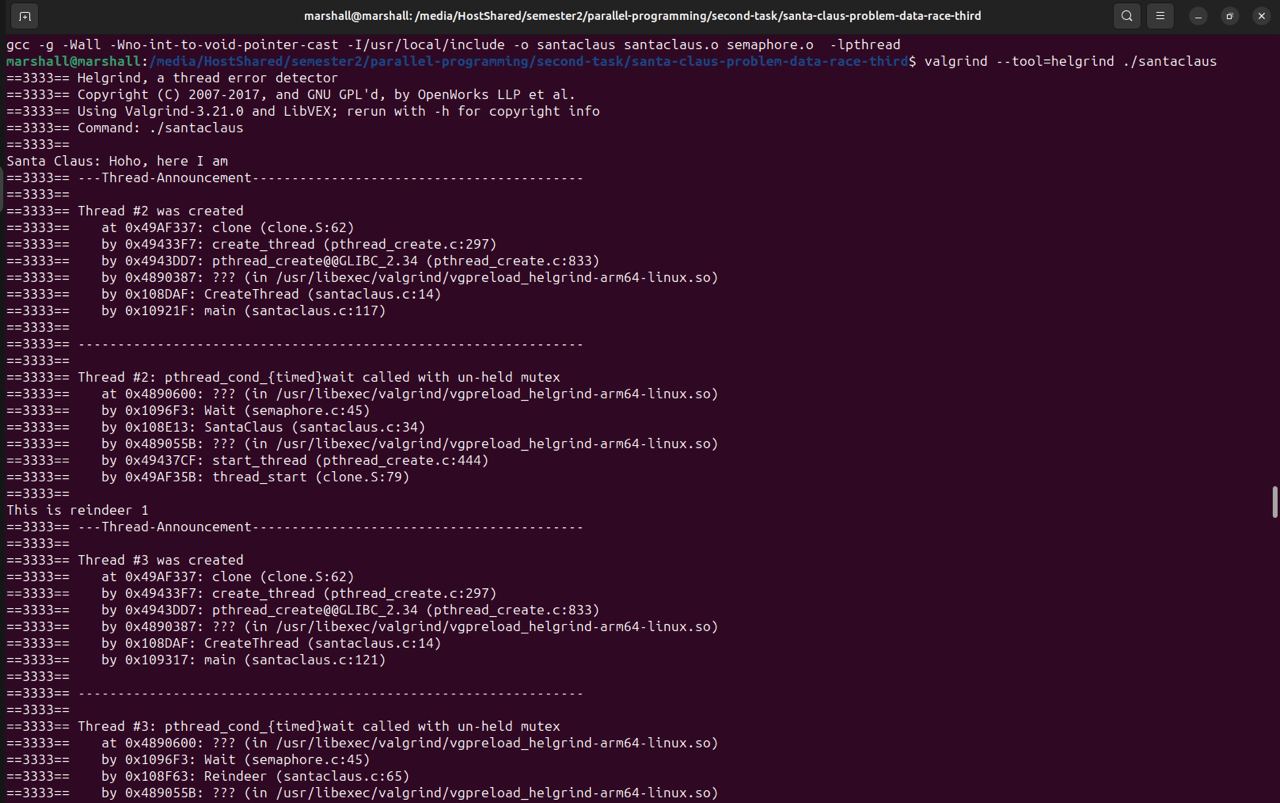 marshall@marshall: /media/HostShared/semester2/parallel-programming/second-task/santa-claus-problem-data-race-third
gcc -g -Wall -Wno-int-to-void-pointer-cast -I/usr/local/include -o santaclaus santaclaus.o semaphore.o  -lpthread
marshall@marshall:/media/HostShared/semester2/parallel-programming/second-task/santa-claus-problem-data-race-third$ valgrind --tool=helgrind ./santaclaus
==3333== Helgrind, a thread error detector
==3333== Copyright (C) 2007-2017, and GNU GPL'd, by OpenWorks LLP et al.
==3333== Using Valgrind-3.21.0 and LibVEX; rerun with -h for copyright info
==3333== Command: ./santaclaus
==3333==
Santa Claus: Hoho, here I am
==3333== ---Thread-Announcement------------------------------------------
==3333==
==3333== Thread #2 was created
==3333==    at 0x49AF337: clone (clone.S:62)
==3333==    by 0x49433F7: create_thread (pthread_create.c:297)
==3333==    by 0x4943DD7: pthread_create@@GLIBC_2.34 (pthread_create.c:833)
==3333==    by 0x4890387: ??? (in /usr/libexec/valgrind/vgpreload_helgrind-arm64-linux.so)
==3333==    by 0x108DAF: CreateThread (santaclaus.c:14)
==3333==    by 0x10921F: main (santaclaus.c:117)
==3333==
==3333== ----------------------------------------------------------------
==3333==
==3333== Thread #2: pthread_cond_{timed}wait called with un-held mutex
==3333==    at 0x4890600: ??? (in /usr/libexec/valgrind/vgpreload_helgrind-arm64-linux.so)
==3333==    by 0x1096F3: Wait (semaphore.c:45)
==3333==    by 0x108E13: SantaClaus (santaclaus.c:34)
==3333==    by 0x489055B: ??? (in /usr/libexec/valgrind/vgpreload_helgrind-arm64-linux.so)
==3333==    by 0x49437CF: start_thread (pthread_create.c:444)
==3333==    by 0x49AF35B: thread_start (clone.S:79)
==3333==
This is reindeer 1
==3333== ---Thread-Announcement------------------------------------------
==3333==
==3333== Thread #3 was created
==3333==    at 0x49AF337: clone (clone.S:62)
==3333==    by 0x49433F7: create_thread (pthread_create.c:297)
==3333==    by 0x4943DD7: pthread_create@@GLIBC_2.34 (pthread_create.c:833)
==3333==    by 0x4890387: ??? (in /usr/libexec/valgrind/vgpreload_helgrind-arm64-linux.so)
==3333==    by 0x108DAF: CreateThread (santaclaus.c:14)
==3333==    by 0x109317: main (santaclaus.c:121)
==3333==
==3333== ----------------------------------------------------------------
==3333==
==3333== Thread #3: pthread_cond_{timed}wait called with un-held mutex
==3333==    at 0x4890600: ??? (in /usr/libexec/valgrind/vgpreload_helgrind-arm64-linux.so)
==3333==    by 0x1096F3: Wait (semaphore.c:45)
==3333==    by 0x108F63: Reindeer (santaclaus.c:65)
==3333==    by 0x489055B: ??? (in /usr/libexec/valgrind/vgpreload_helgrind-arm64-linux.so)